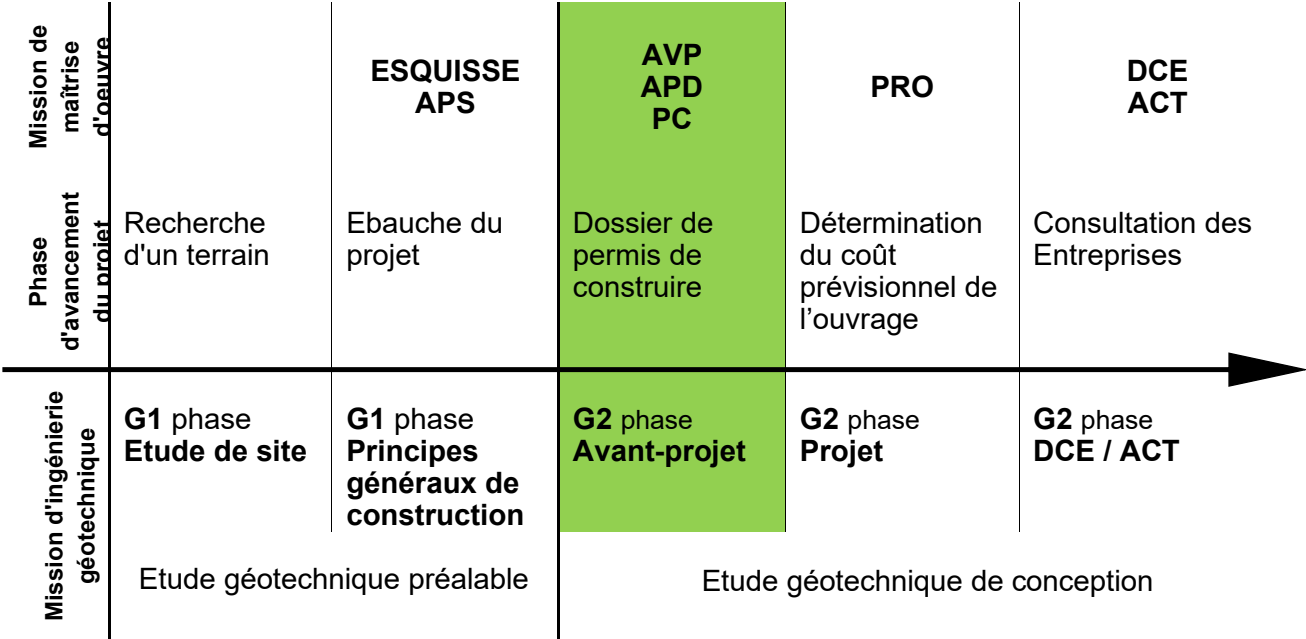 Mission de
maîtrise
d'oeuvre
ESQUISSE
APS
AVP
APD
PC
PRO
DCE
ACT
Phase
d'avancement
du projet
Recherche
d'un terrain
Ebauche du
projet
Dossier de
permis de
construire
Détermination
du coût
prévisionnel de
l’ouvrage
Consultation des
Entreprises
Mission d'ingénierie
géotechnique
G1 phase
Etude de site
G1 phase
Principes
généraux de
construction
G2 phase
Avant-projet
G2 phase
Projet
G2 phase
DCE / ACT
Etude géotechnique préalable
Etude géotechnique de conception